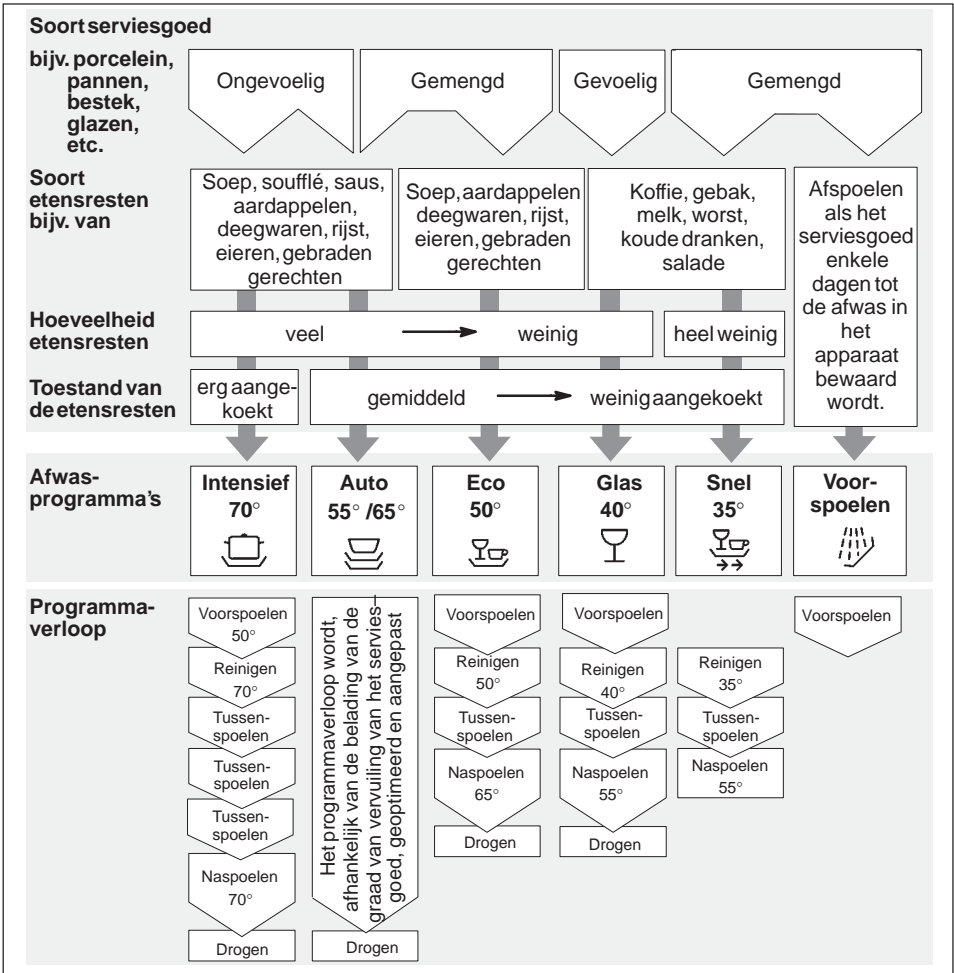 Soort serviesgoed
bijv. porcelein,
pannen,
bestek,
glazen,
etc.
Ongevoelig
Gemengd
Gevoelig
Gemengd
Soort
etensresten
bijv. van
Soep, soufflé, saus,
aardappelen,
deegwaren, rijst,
eieren, gebraden
gerechten
Soep, aardappelen
deegwaren, rijst,
eieren, gebraden
gerechten
Koffie, gebak,
melk, worst,
koude dranken,
salade
Afspoelen
als het
serviesgoed
enkele
dagen tot
de afwas in
het
apparaat
bewaard
wordt.
Hoeveelheid
etensresten
veel → weinig
heel weinig
Toestand van
de etensresten
erg aange-
koekt
gemiddeld → weinig aangekoekt
Afwas-
programma's
Intensief
70°
Auto
55° /65°
Eco
50°
Glas
40°
Snel
35°
Voor-
spoelen
Programma-
verloop
Voorspoelen
50°
Reinigen
70°
Tussen-
spoelen
Tussen-
spoelen
Tussen-
spoelen
Naspoelen
70°
Drogen
Het programmaverloop wordt,
afhankelijk van de belading van de
graad van vervuiling van het servies–
goed, geoptimeerd en aangepast
Drogen
Voorspoelen
Reinigen
50°
Tussen-
spoelen
Naspoelen
65°
Drogen
Voorspoelen
Reinigen
40°
Tussen-
spoelen
Naspoelen
55°
Drogen
Reinigen
35°
Tussen-
spoelen
Naspoelen
55°
Voorspoelen